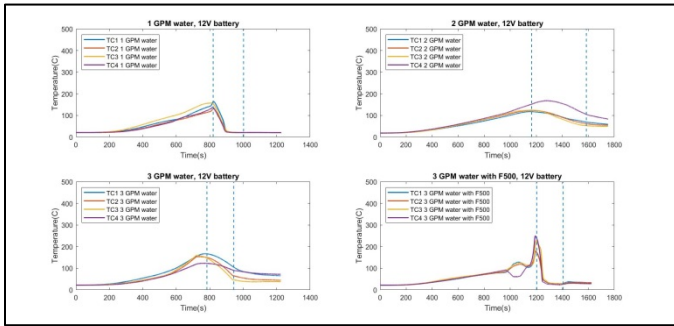 1 GPM water, 12V battery
500
400
300
200
100
0
Temperature(C)
TC1 1 GPM water
TC2 1 GPM water
TC3 1 GPM water
TC4 1 GPM water
0 200 400 600 800 1000 1200 1400
Time(s)
2 GPM water, 12V battery
500
400
300
200
100
0
Temperature(C)
TC1 2 GPM water
TC2 2 GPM water
TC3 2 GPM water
TC4 2 GPM water
0 200 400 600 800 1000 1200 1400 1600 1800
Time(s)
3 GPM water, 12V battery
500
400
300
200
100
0
Temperature(C)
TC1 3 GPM water
TC2 3 GPM water
TC3 3 GPM water
TC4 3 GPM water
0 200 400 600 800 1000 1200 1400
Time(s)
3 GPM water with F500, 12V battery
500
400
300
200
100
0
Temperature(C)
TC1 3 GPM water with F500
TC2 3 GPM water with F500
TC3 3 GPM water with F500
TC4 3 GPM water with F500
0 200 400 600 800 1000 1200 1400 1600 1800
Time(s)